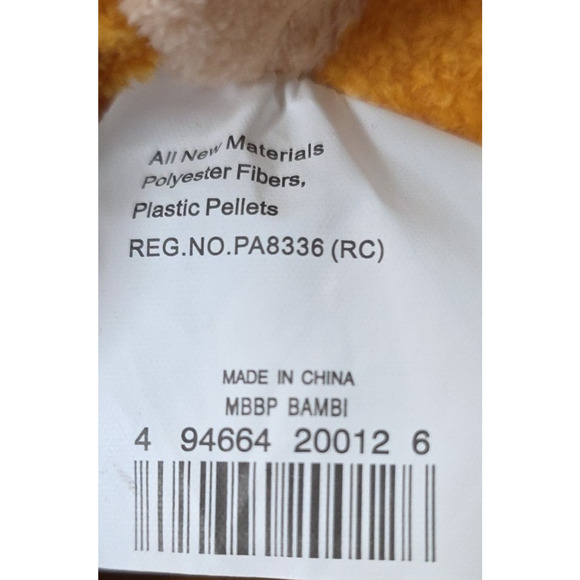 All New Materials
Polyester Fibers,
Plastic Pellets
REG.NO.PA8336 (RC)
MADE IN CHINA
MBBP BAMBI
4 94664 20012 6